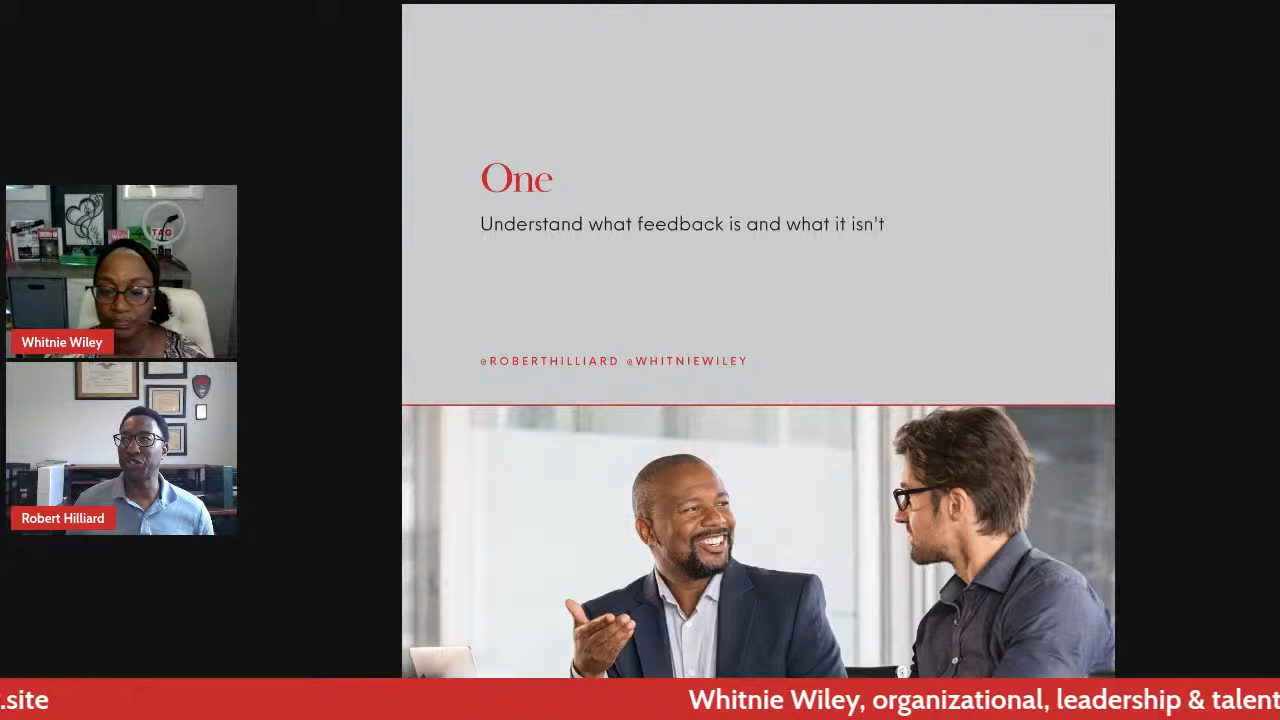 One
Understand what feedback is and what it isn't
@ROBERTHILLIARD @WHITNIEWILEY
TAG
Whitnie Wiley
Robert Hilliard
.site
Whitnie Wiley, organizational, leadership & talent